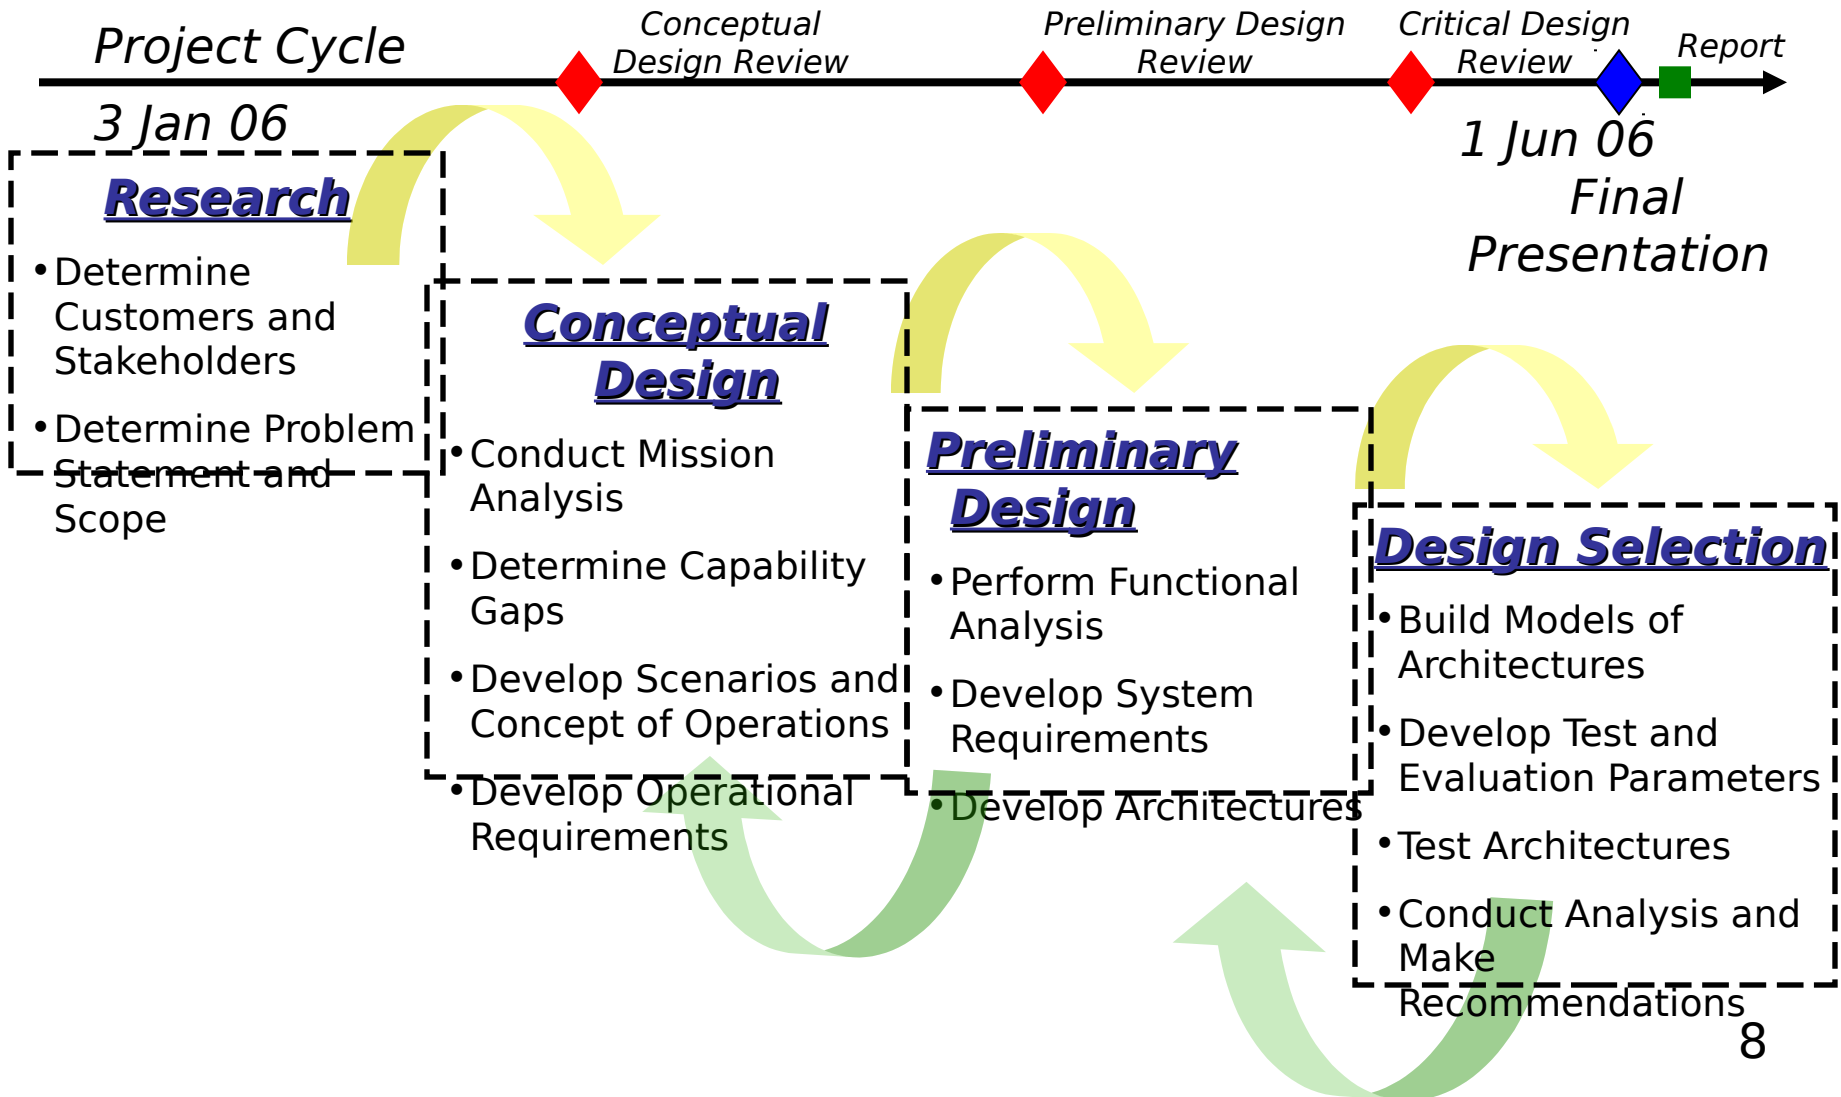 Project Cycle
Conceptual
Design Review
Preliminary Design
Review
Critical Design
Review
Report
3 Jan 06
1 Jun 06
Final
Presentation
Research
•Determine
Customers and
Stakeholders
•Determine Problem
Statement and
Scope
Conceptual
Design
•Conduct Mission
Analysis
•Determine Capability
Gaps
•Develop Scenarios and
Concept of Operations
•Develop Operational
Requirements
Preliminary
Design
•Perform Functional
Analysis
•Develop System
Requirements
•Develop Architectures
Design Selection
•Build Models of
Architectures
•Develop Test and
Evaluation Parameters
•Test Architectures
•Conduct Analysis and
Make
Recommendations
8